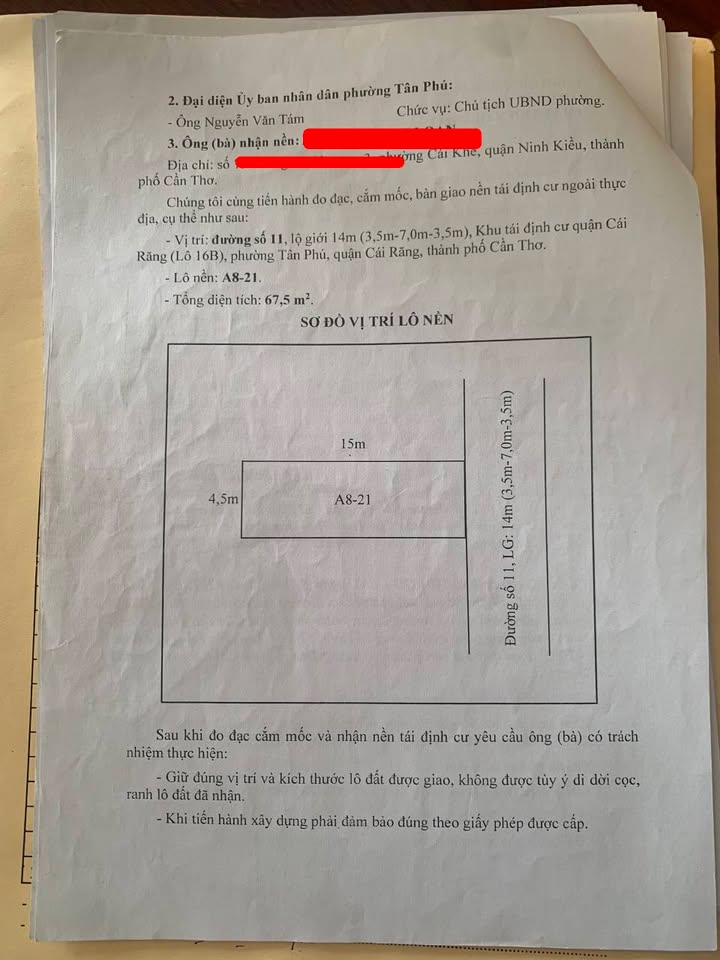 2. Đại diện Ủy ban nhân dân phường Tân Phú:
- Ông Nguyễn Văn Tám Chức vụ: Chủ tịch UBND phường.
3. Ông (bà) nhận nền:
Địa chỉ: số phường Cái Khế, quận Ninh Kiều, thành
phố Cần Thơ.
Chúng tôi cùng tiến hành đo đạc, cắm mốc, bàn giao nền tái định cư ngoài thực
địa, cụ thể như sau:
- Vị trí: đường số 11, lộ giới 14m (3,5m-7,0m-3,5m), Khu tái định cư quận Cái
Răng (Lô 16B), phường Tân Phú, quận Cái Răng, thành phố Cần Thơ.
- Lô nền: A8-21.
- Tổng diện tích: 67,5 m².
SƠ ĐỒ VỊ TRÍ LÔ NỀN
15m
4,5m
A8-21
Đường số 11, LG: 14m (3,5m-7,0m-3,5m)
Sau khi đo đạc cắm mốc và nhận nền tái định cư yêu cầu ông (bà) có trách
nhiệm thực hiện:
- Giữ đúng vị trí và kích thước lô đất được giao, không được tùy ý di dời cọc,
ranh lô đất đã nhận.
- Khi tiến hành xây dựng phải đảm bảo đúng theo giấy phép được cấp.